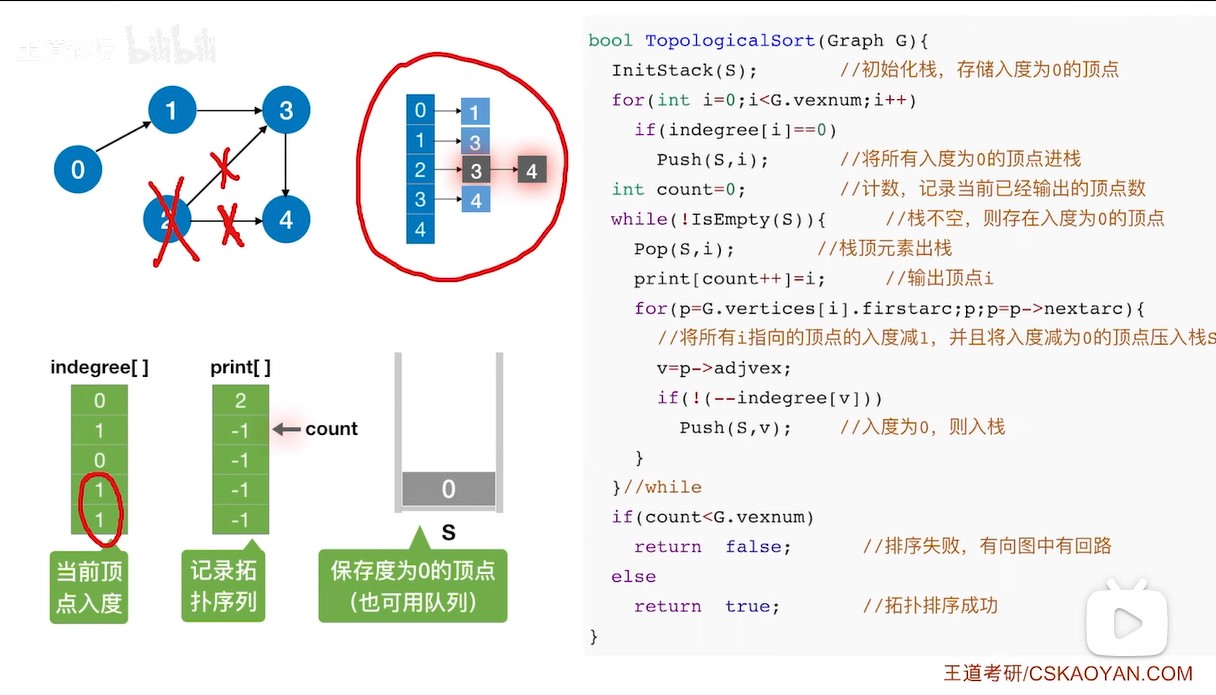 王道考研 bilibili
0
1
3
2
4
0 1
1 3
2 3 4
3 4
4
indegree[ ]
0
1
0
1
1
当前顶
点入度
print[ ]
2
-1
-1
-1
-1
count
记录拓
扑序列
0
S
保存度为0的顶点
（也可用队列）
bool TopologicalSort(Graph G){
InitStack(S); //初始化栈，存储入度为0的顶点
for(int i=0;i<G.vexnum;i++)
if(indegree[i]==0)
Push(S,i); //将所有入度为0的顶点进栈
int count=0; //计数，记录当前已经输出的顶点数
while(!IsEmpty(S)){ //栈不空，则存在入度为0的顶点
Pop(S,i); //栈顶元素出栈
print[count++]=i; //输出顶点i
for(p=G.vertices[i].firstarc;p;p=p->nextarc){
//将所有i指向的顶点的入度减1，并且将入度减为0的顶点压入栈S
v=p->adjvex;
if(!(--indegree[v]))
Push(S,v); //入度为0，则入栈
}
}//while
if(count<G.vexnum)
return false; //排序失败，有向图中有回路
else
return true; //拓扑排序成功
}
王道考研/CSKAOYAN.COM